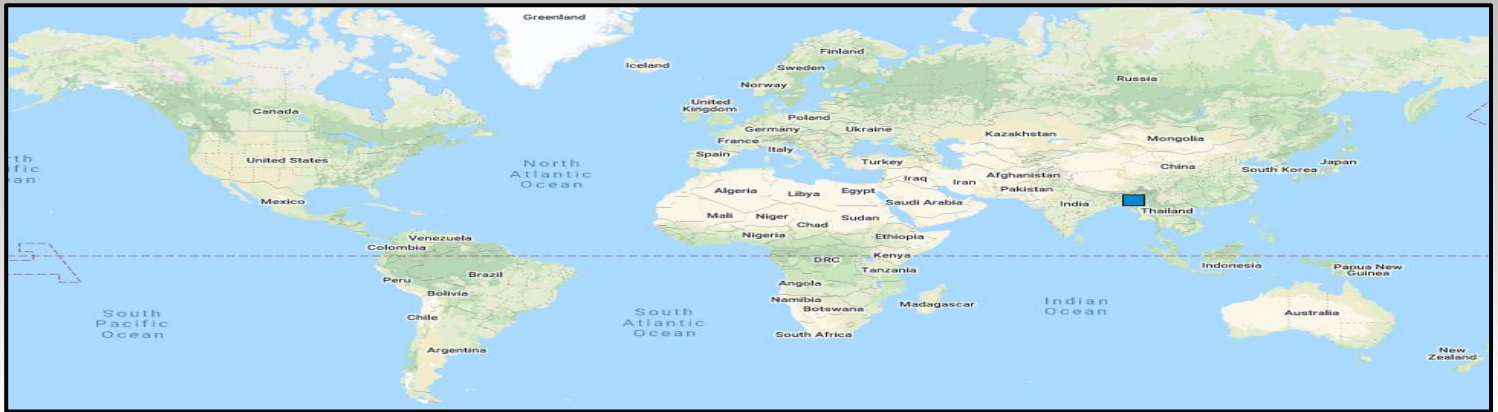 Greenland
Finland
Iceland
Sweden
Russia
Norway
Canada
United
Kingdom
Poland
Germany
Ukraine
Kazakhstan
Mongolia
France
Italy
Spain
United States
North
Atlantic
Ocean
rth
ific
an
Turkey
China
Japan
South Korea
Afghanistan
Iraq
Iran
Pakistan
Algeria
Libya
Egypt
Saudi Arabia
India
Mexico
Thailand
Mali
Niger
Sudan
Chad
Nigeria
Ethiopia
Venezuela
Colombia
DRC
Kenya
Tanzania
Indonesia
Papua New
Guinea
Peru
Brazil
Bolivia
Angola
Namibia
Botswana
Madagascar
Indian
Ocean
South
Pacific
Ocean
Chile
South
Atlantic
Ocean
South Africa
Australia
Argentina
New
Zealand